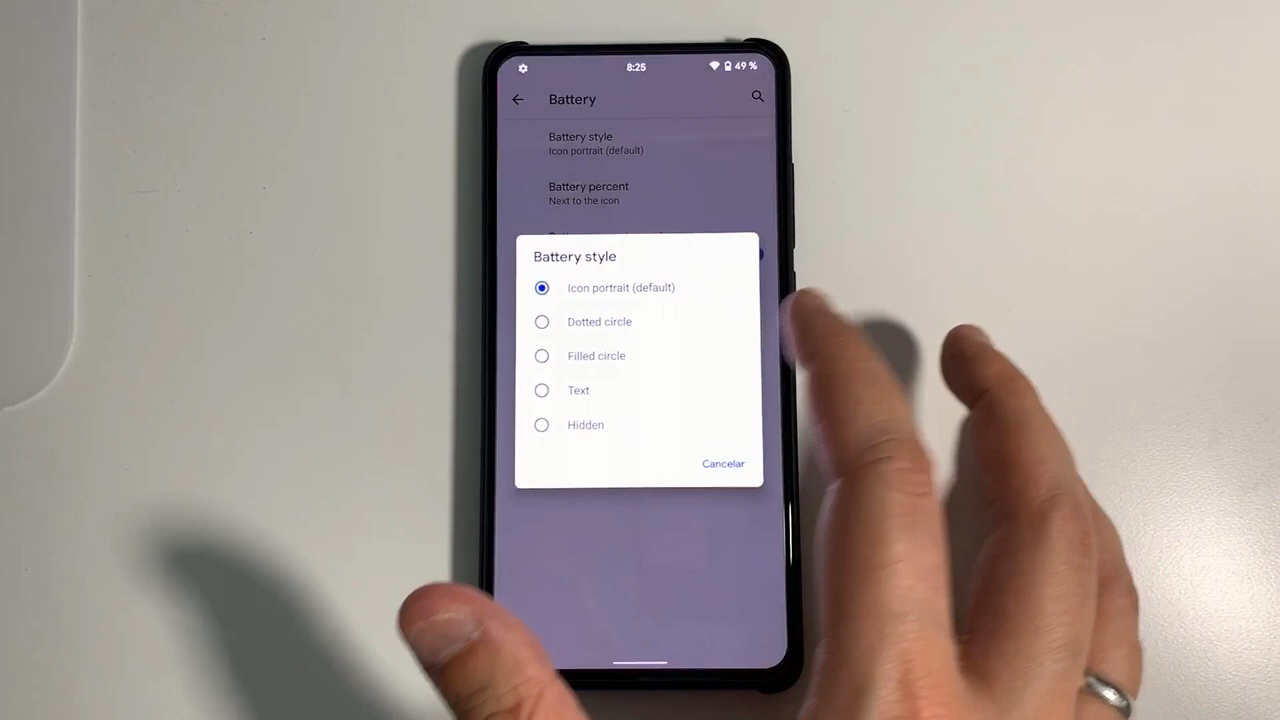 8:25
49 %
Battery
Battery style
Icon portrait (default)
Battery percent
Next to the icon
Battery style
Icon portrait (default)
Dotted circle
Filled circle
Text
Hidden
Cancelar